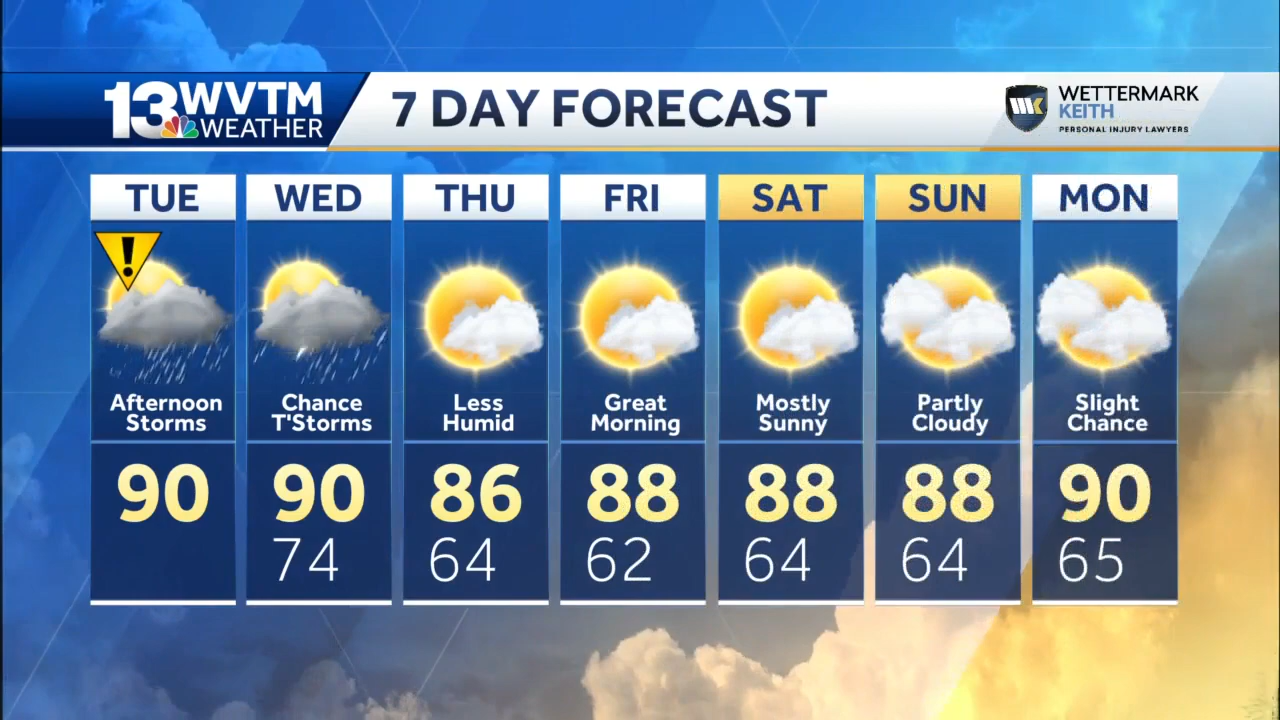 13 WVTM
WEATHER
7 DAY FORECAST
WETTERMARK
KEITH
PERSONAL INJURY LAWYERS
TUE
!
Afternoon
Storms
90
WED
Chance
T'Storms
90
74
THU
Less
Humid
86
64
FRI
Great
Morning
88
62
SAT
Mostly
Sunny
88
64
SUN
Partly
Cloudy
88
64
MON
Slight
Chance
90
65